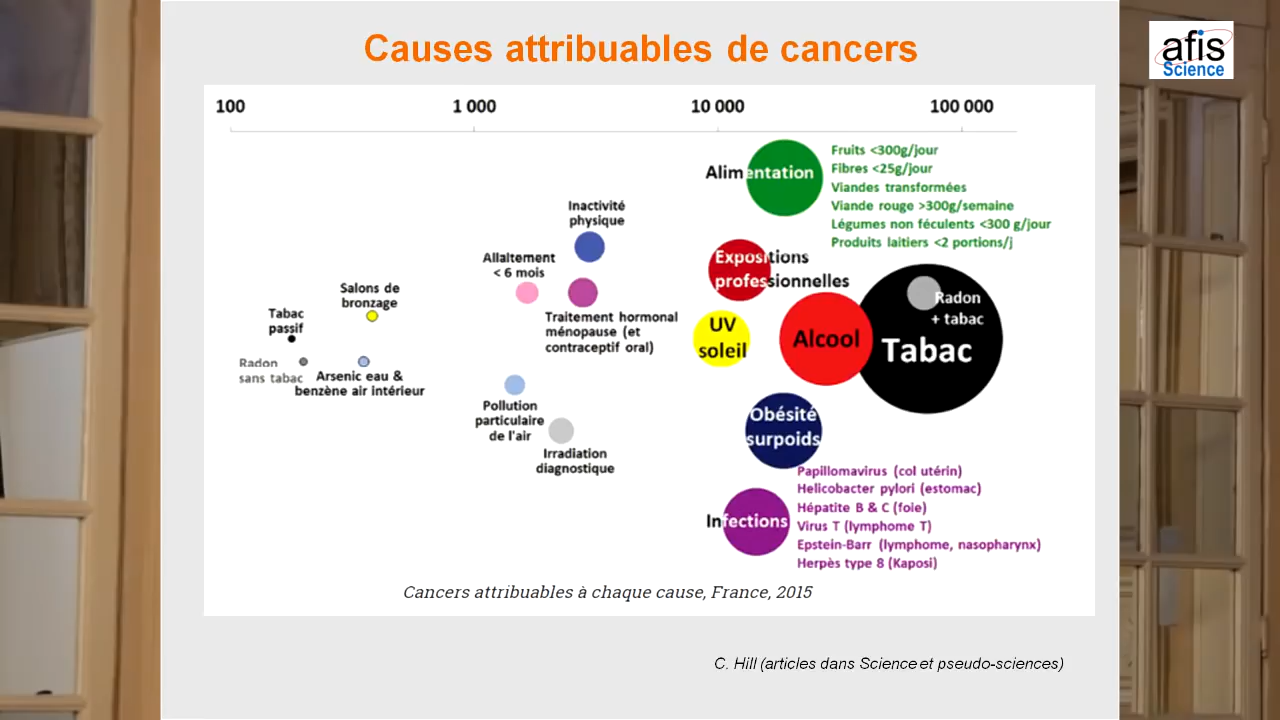 Causes attribuables de cancers
afis
Science
100
1 000
10 000
100 000
Alimentation
Fruits <300g/jour
Fibres <25g/jour
Viandes transformées
Viande rouge >300g/semaine
Légumes non féculents <300 g/jour
Produits laitiers <2 portions/j
Inactivité
physique
Allaitement
< 6 mois
Expositions
professionnelles
Salons de
bronzage
Radon
+ tabac
Tabac
passif
Traitement hormonal
ménopause (et
contraceptif oral)
UV
soleil
Alcool
Tabac
Radon
sans tabac
Arsenic eau &
benzène air intérieur
Pollution
particulaire
de l'air
Obésité
surpoids
Irradiation
diagnostique
Infections
Papillomavirus (col utérin)
Helicobacter pylori (estomac)
Hépatite B & C (foie)
Virus T (lymphome T)
Epstein-Barr (lymphome, nasopharynx)
Herpès type 8 (Kaposi)
Cancers attribuables à chaque cause, France, 2015
C. Hill (articles dans Science et pseudo-sciences)